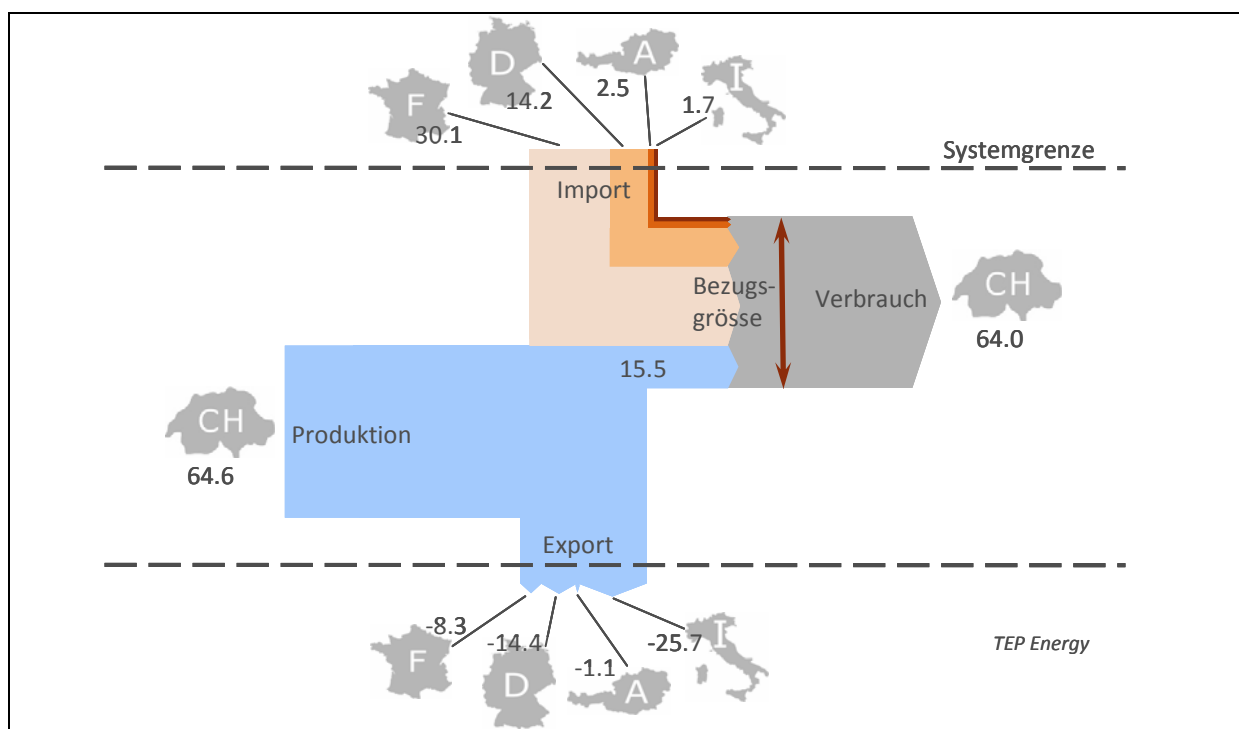 D
A
2.5
I
F
14.2
1.7
30.1
Systemgrenze
Import
CH
Bezugs-
grösse
Verbrauch
64.0
15.5
CH
Produktion
64.6
Export
-8.3
-14.4
-25.7
I
F
-1.1
D
A
TEP Energy